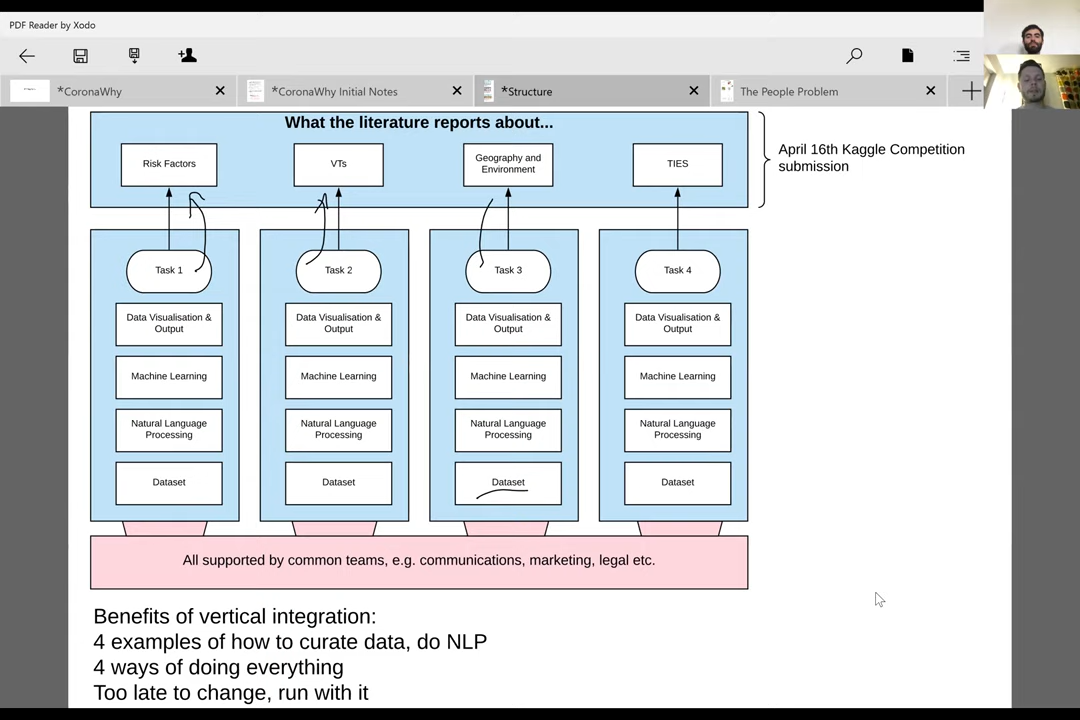 PDF Reader by Xodo
*CoronaWhy
*CoronaWhy Initial Notes
*Structure
The People Problem
What the literature reports about...
Risk Factors
VTs
Geography and
Environment
TIES
April 16th Kaggle Competition
submission
Task 1
Task 2
Task 3
Task 4
Data Visualisation &
Output
Data Visualisation &
Output
Data Visualisation &
Output
Data Visualisation &
Output
Machine Learning
Machine Learning
Machine Learning
Machine Learning
Natural Language
Processing
Natural Language
Processing
Natural Language
Processing
Natural Language
Processing
Dataset
Dataset
Dataset
Dataset
All supported by common teams, e.g. communications, marketing, legal etc.
Benefits of vertical integration:
4 examples of how to curate data, do NLP
4 ways of doing everything
Too late to change, run with it